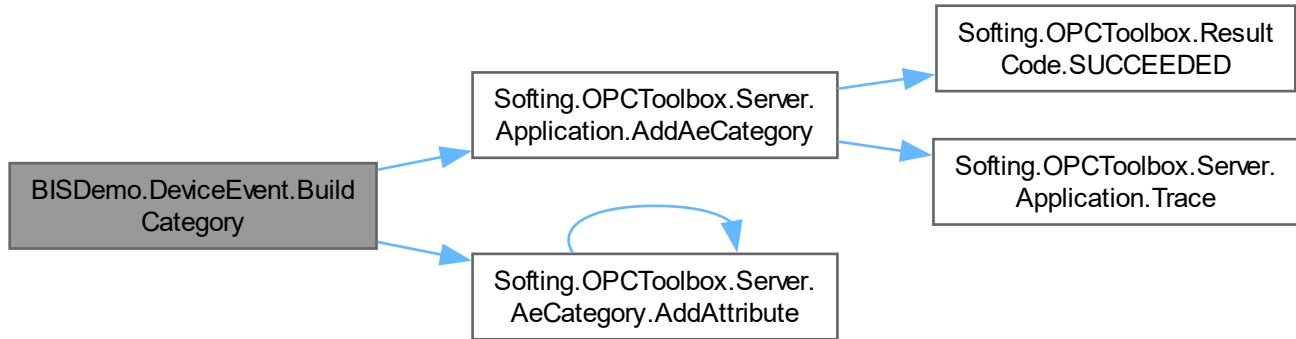 BISDemo.DeviceEvent.Build
Category
Softing.OPCToolbox.Server.
Application.AddAeCategory
Softing.OPCToolbox.Result
Code.SUCCEEDED
Softing.OPCToolbox.Server.
Application.Trace
Softing.OPCToolbox.Server.
AeCategory.AddAttribute